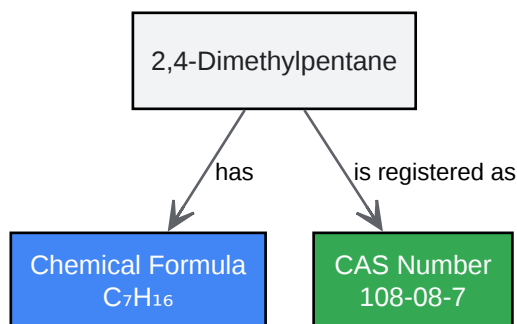 2,4-Dimethylpentane
has
is registered as
Chemical Formula
C₇H₁₆
CAS Number
108-08-7